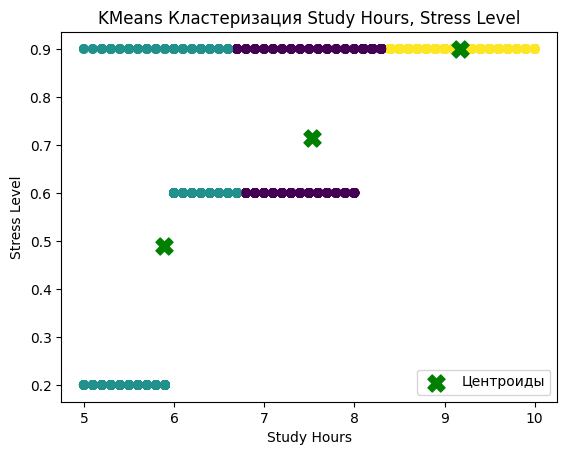 KMeans Кластеризация Study Hours, Stress Level
0.9
0.8
0.7
0.6
0.5
0.4
0.3
0.2
Stress Level
5 6 7 8 9 10
Study Hours
Центроиды